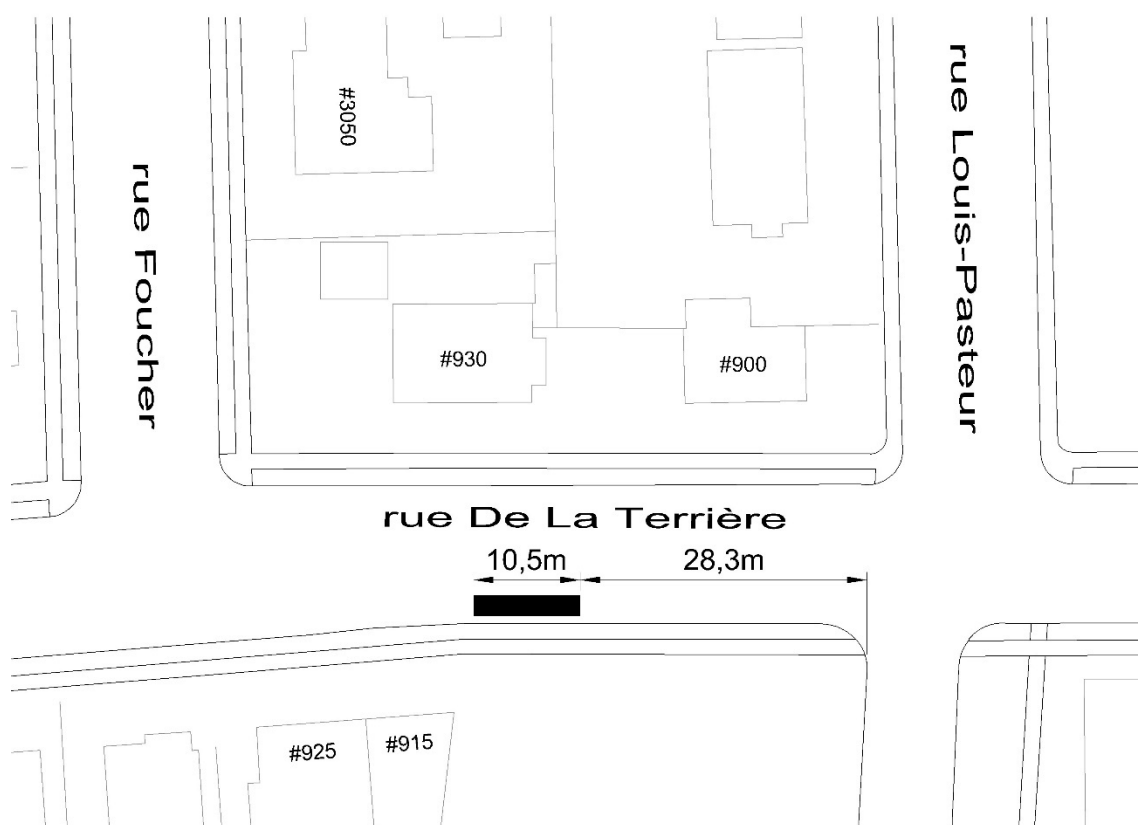 #3050
rue Louis-Pasteur
rue Foucher
#930
#900
rue De La Terrière
10,5m
28,3m
#925
#915